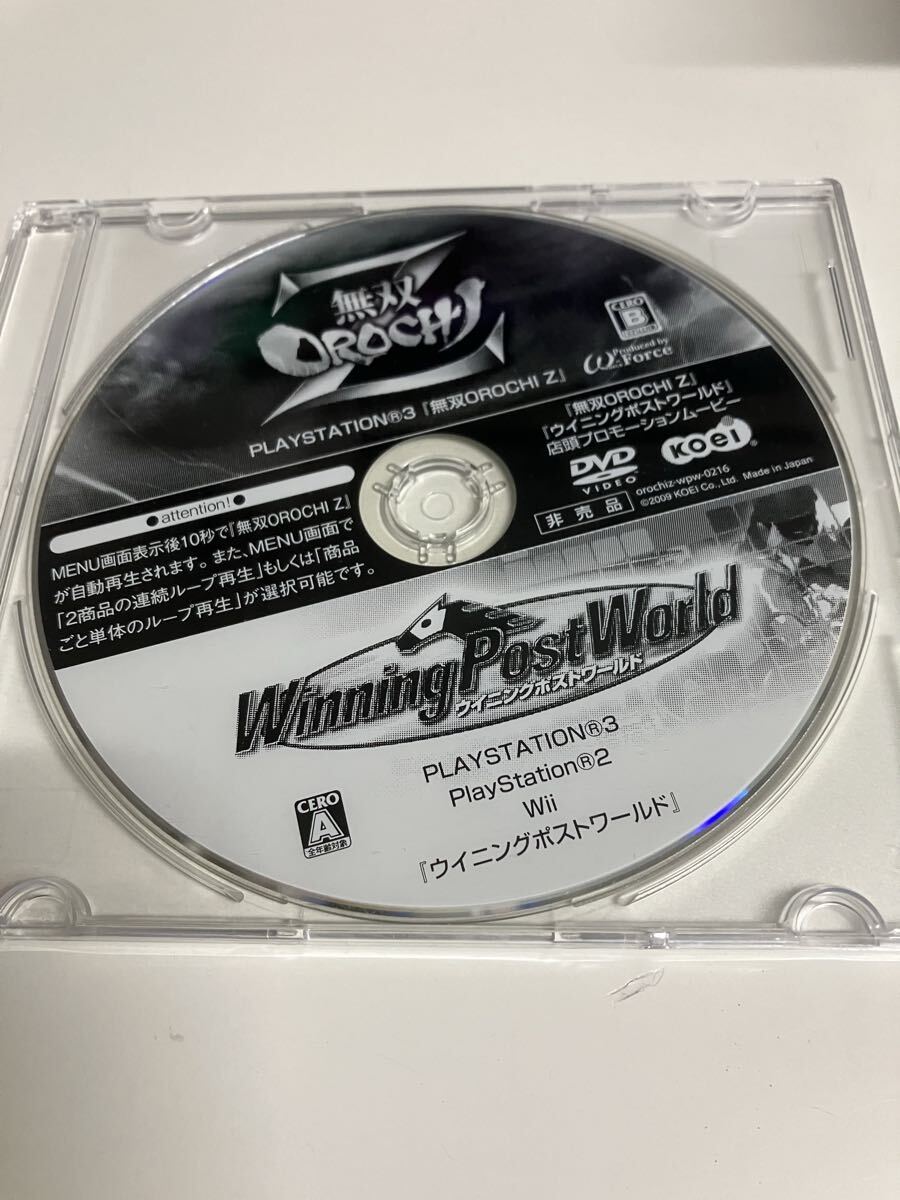 無双
OROCHI
Z
PLAYSTATION®3 『無双OROCHI Z』
CERO
B
Produced by
ω-Force
『無双OROCHI Z』
『ウイニングポストワールド』
店頭プロモーションムービー
DVD
VIDEO
KOEI®
非売品
orochiz-wpw-0216
©2009 KOEI Co., Ltd. Made in Japan
●attention!●
MENU画面表示後10秒で『無双OROCHI Z』
が自動再生されます。また、MENU画面で
「2商品の連続ループ再生」もしくは「商品
ごと単体のループ再生」が選択可能です。
Winning Post World
ウイニングポストワールド
PLAYSTATION®3
PlayStation®2
Wii
『ウイニングポストワールド』
CERO
A
全年齢対象